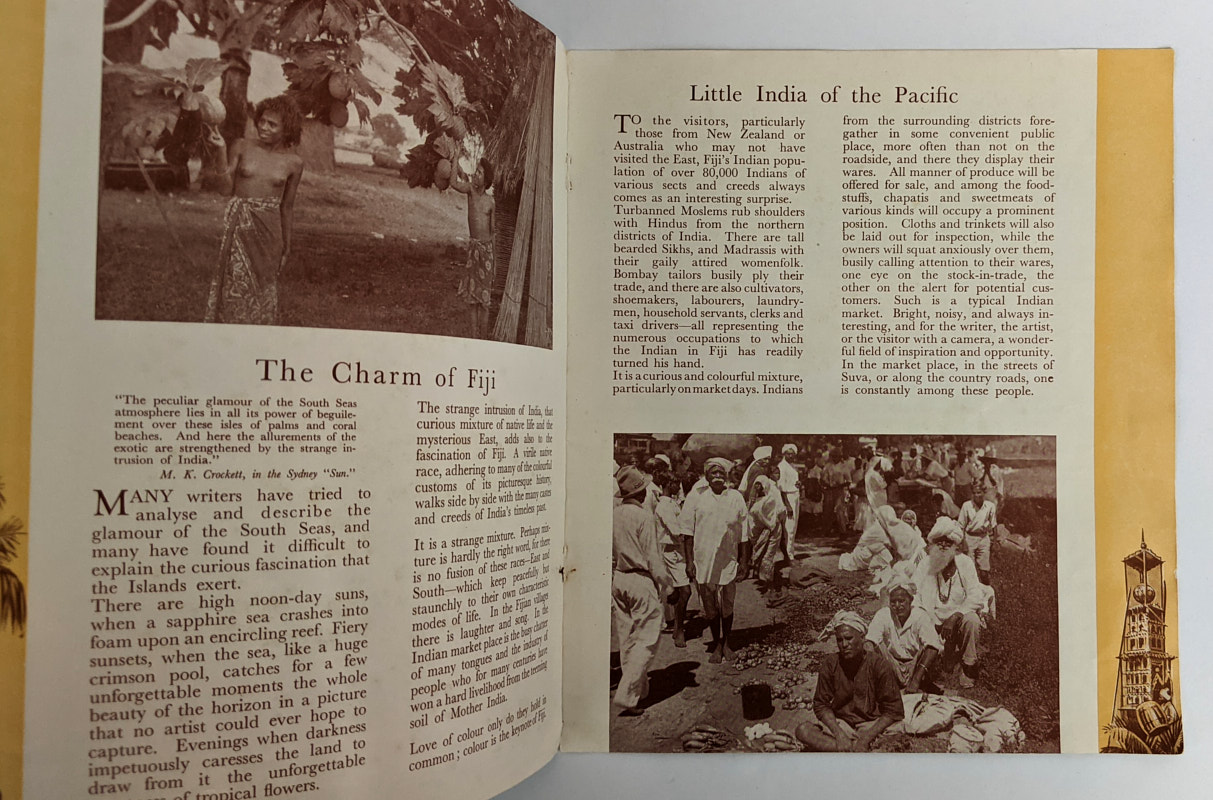 The Charm of Fiji
"The peculiar glamour of the South Seas
atmosphere lies in all its power of beguile-
ment over these isles of palms and coral
beaches. And here the allurements of the
exotic are strengthened by the strange in-
trusion of India."
M. K. Crockett, in the Sydney "Sun."
MANY writers have tried to
analyse and describe the
glamour of the South Seas, and
many have found it difficult to
explain the curious fascination that
the Islands exert.
There are high noon-day suns,
when a sapphire sea crashes into
foam upon an encircling reef. Fiery
sunsets, when the sea, like a huge
crimson pool, catches for a few
unforgettable moments the whole
beauty of the horizon in a picture
that no artist could ever hope to
capture. Evenings when darkness
impetuously caresses the land to
draw from it the unforgettable
of tropical flowers.
The strange intrusion of India, that
curious mixture of native life and the
mysterious East, adds also to the
fascination of Fiji. A virile native
race, adhering to many of the colourful
customs of its picturesque history,
walks side by side with the many castes
and creeds of India's timeless past.
It is a strange mixture. Perhaps mix-
ture is hardly the right word, for there
is no fusion of these races—East and
South—which keep peacefully but
staunchly to their own characteristic
modes of life. In the Fijian villages
there is laughter and song. In the
Indian market place is the busy chatter
of many tongues and the industry of
people who for many centuries have
won a hard livelihood from the teeming
soil of Mother India.
Love of colour only do they hold in
common; colour is the keynote of Fiji.
Little India of the Pacific
TO the visitors, particularly
those from New Zealand or
Australia who may not have
visited the East, Fiji's Indian popu-
lation of over 80,000 Indians of
various sects and creeds always
comes as an interesting surprise.
Turbanned Moslems rub shoulders
with Hindus from the northern
districts of India. There are tall
bearded Sikhs, and Madrassis with
their gaily attired womenfolk.
Bombay tailors busily ply their
trade, and there are also cultivators,
shoemakers, labourers, laundry-
men, household servants, clerks and
taxi drivers—all representing the
numerous occupations to which
the Indian in Fiji has readily
turned his hand.
It is a curious and colourful mixture,
particularly on market days. Indians
from the surrounding districts fore-
gather in some convenient public
place, more often than not on the
roadside, and there they display their
wares. All manner of produce will be
offered for sale, and among the food-
stuffs, chapatis and sweetmeats of
various kinds will occupy a prominent
position. Cloths and trinkets will also
be laid out for inspection, while the
owners will squat anxiously over them,
busily calling attention to their wares,
one eye on the stock-in-trade, the
other on the alert for potential cus-
tomers. Such is a typical Indian
market. Bright, noisy, and always in-
teresting, and for the writer, the artist,
or the visitor with a camera, a wonder-
ful field of inspiration and opportunity.
In the market place, in the streets of
Suva, or along the country roads, one
is constantly among these people.